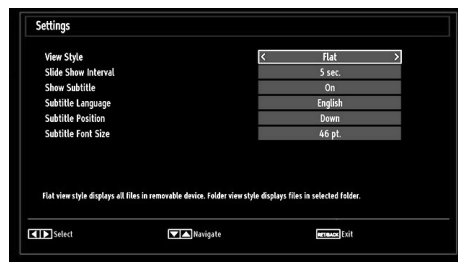 Settings
View Style < Flat >
Slide Show Interval 5 sec.
Show Subtitle On
Subtitle Language English
Subtitle Position Down
Subtitle Font Size 46 pt.
Flat view style displays all files in removable device. Folder view style displays files in selected folder.
Select Navigate RET/BACK Exit